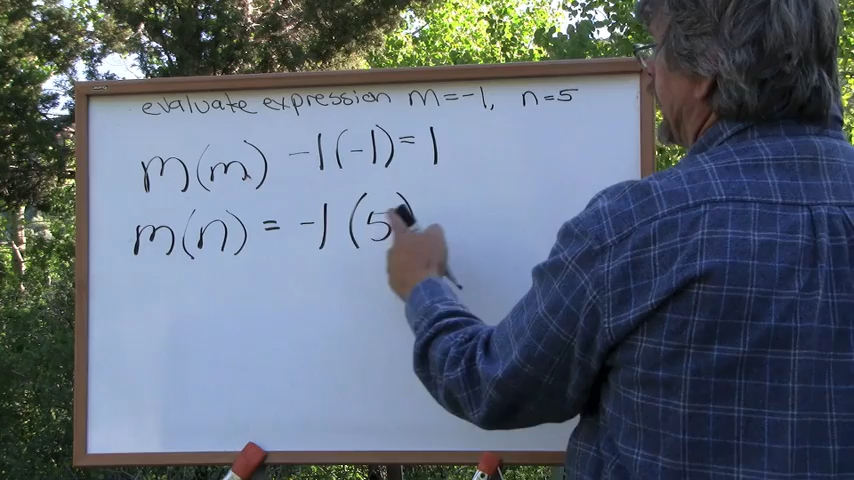 evaluate expression m=-1, n=5
m(m) -1(-1)=1
m(n) = -1(5)